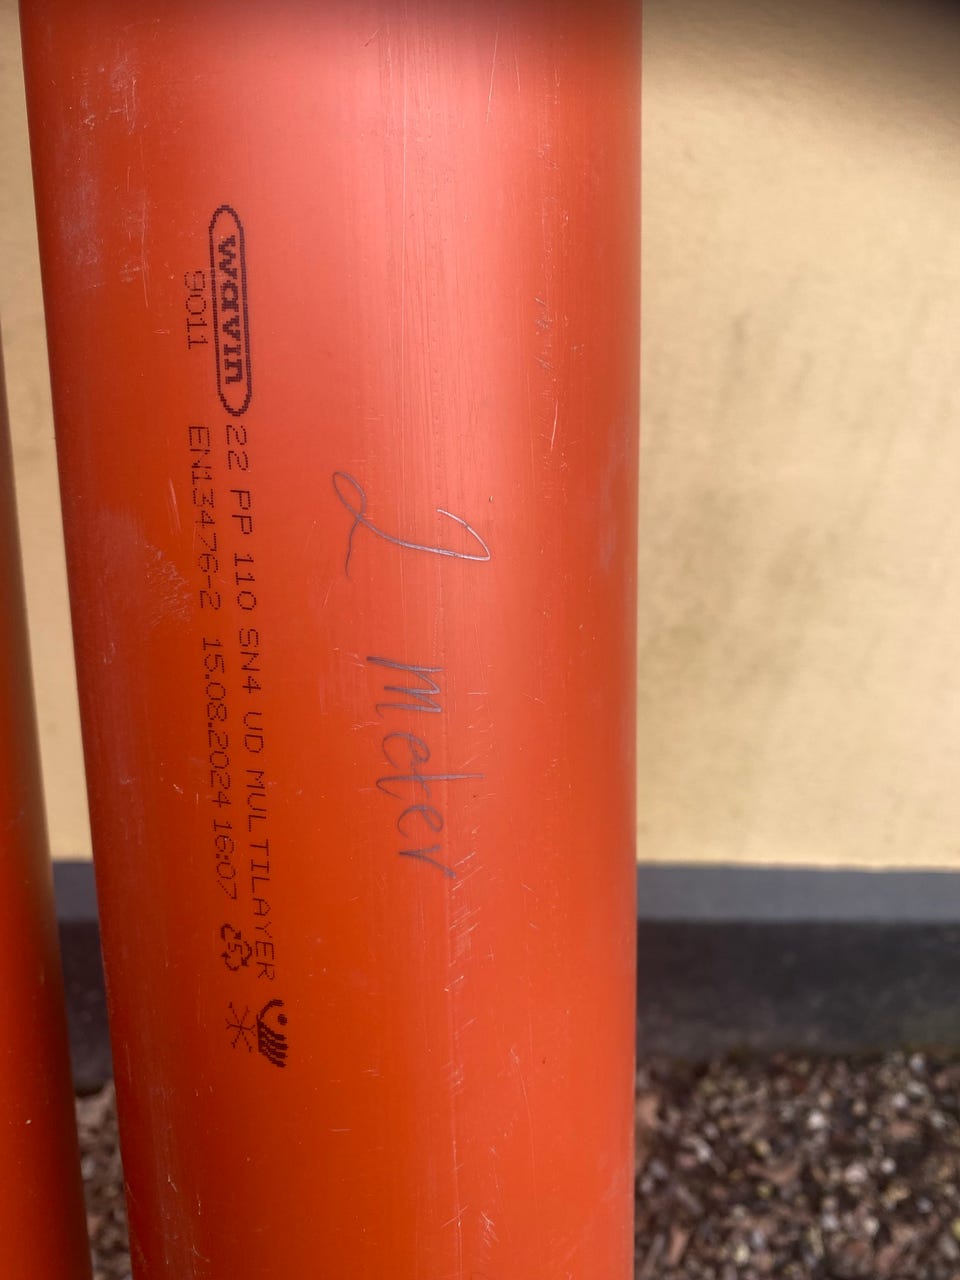 wavin 22 PP 110 SN4 UD MULTILAYER
9011 EN13476-2 15.08.2024 16:07
2 meter